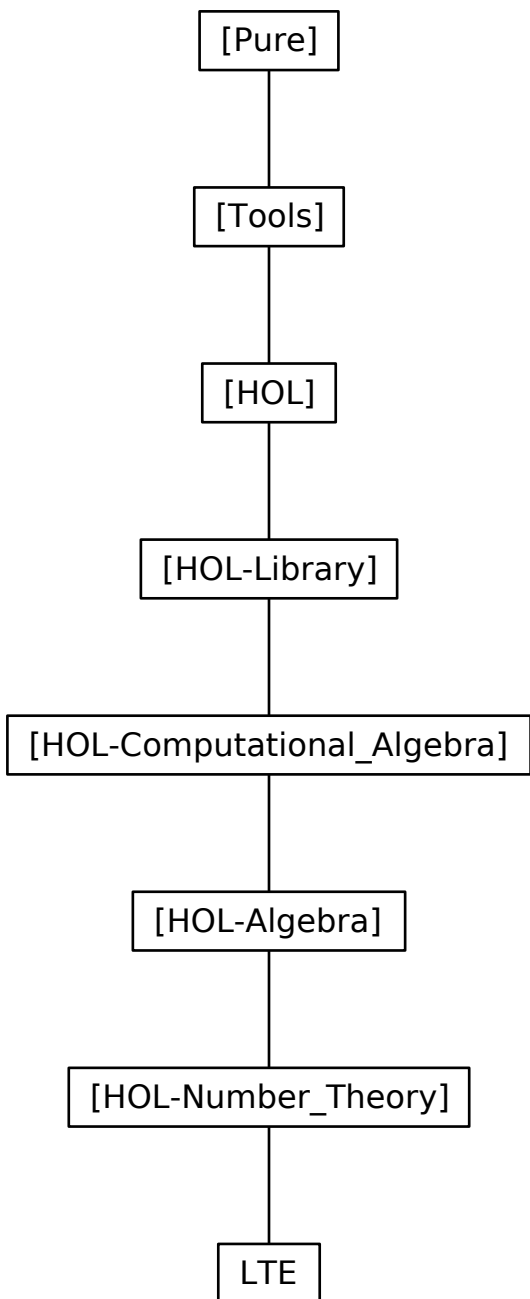 [Pure]
[Tools]
[HOL]
[HOL-Library]
[HOL-Computational_Algebra]
[HOL-Algebra]
[HOL-Number_Theory]
LTE